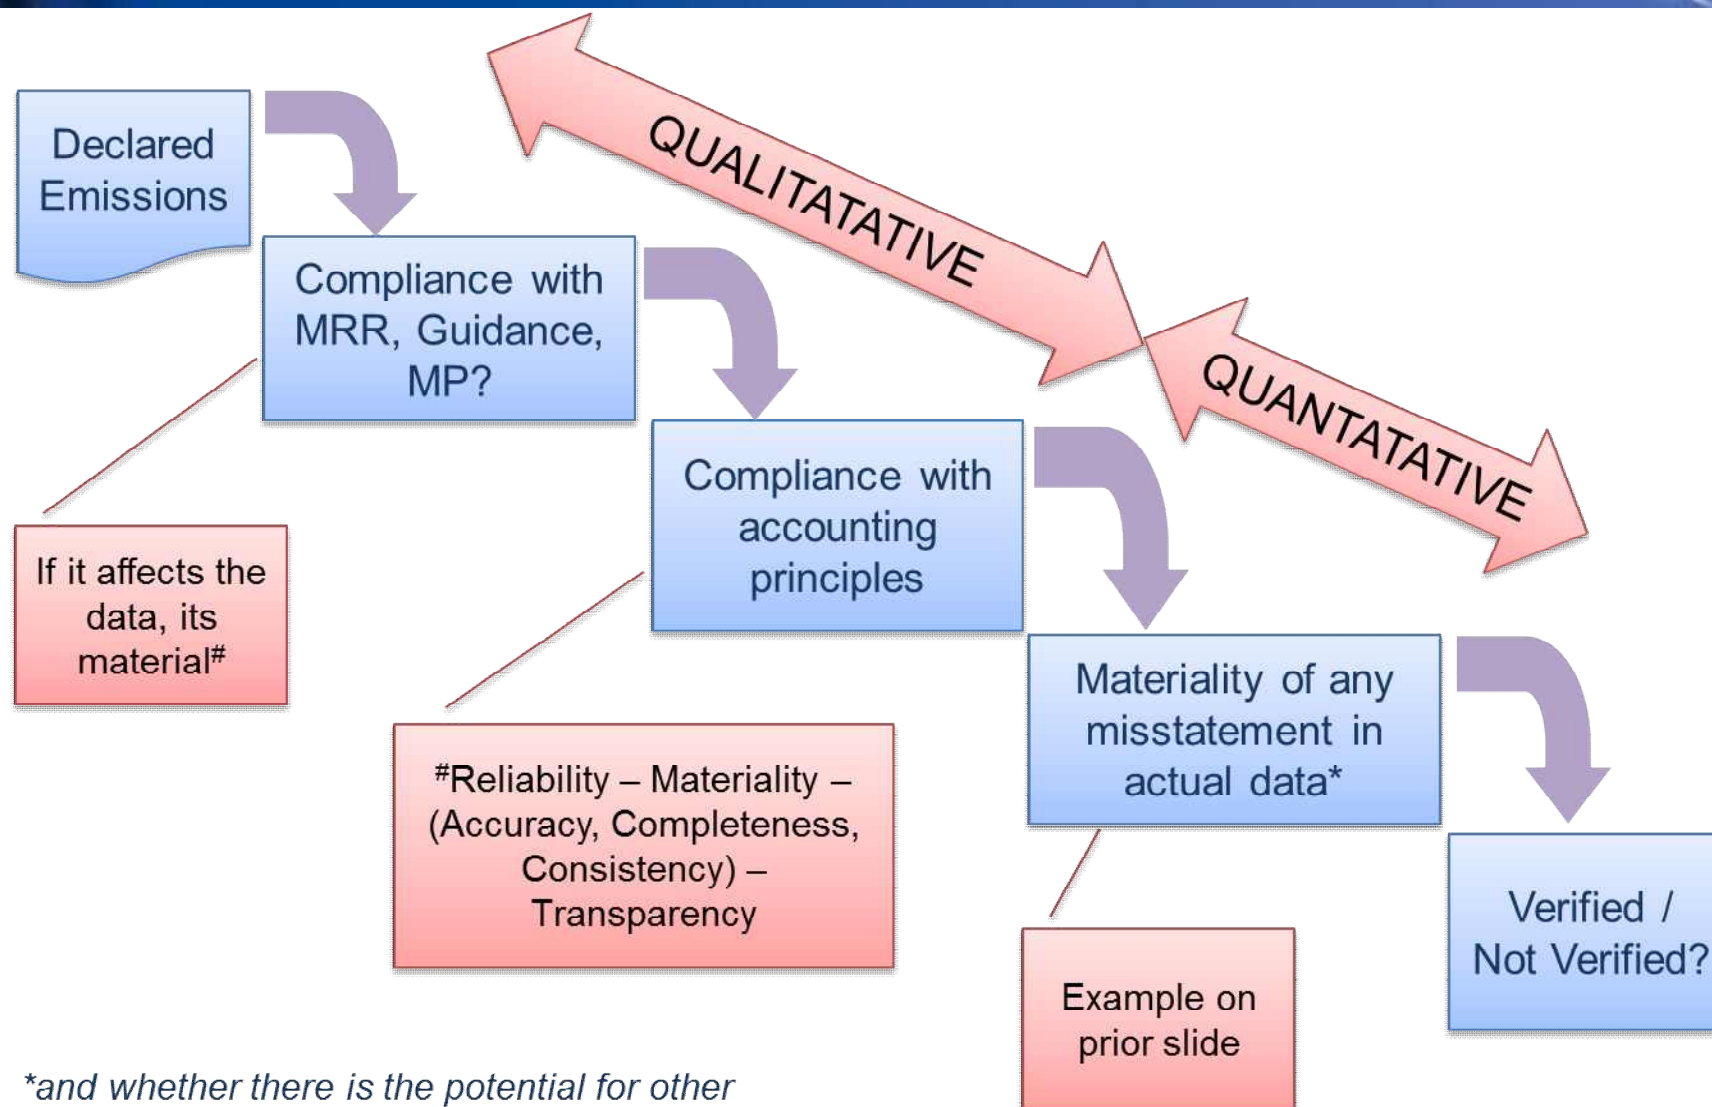 Declared
Emissions
QUALITATATIVE
Compliance with
MRR, Guidance,
MP?
QUANTATATIVE
Compliance with
accounting
principles
If it affects the
data, its
material#
Materiality of any
misstatement in
actual data*
#Reliability – Materiality –
(Accuracy, Completeness,
Consistency) –
Transparency
Verified /
Not Verified?
Example on
prior slide
*and whether there is the potential for other